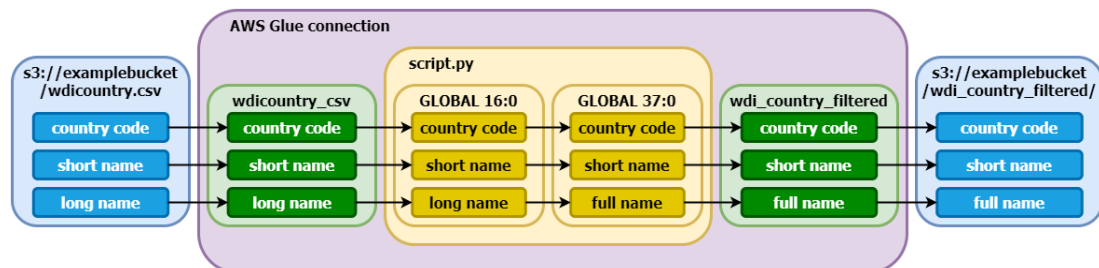 AWS Glue connection
s3://examplebucket
/wdicountry.csv
country code
short name
long name
wdicountry_csv
country code
short name
long name
script.py
GLOBAL 16:0
country code
short name
long name
GLOBAL 37:0
country code
short name
full name
wdi_country_filtered
country code
short name
full name
s3://examplebucket
/wdi_country_filtered/
country code
short name
full name